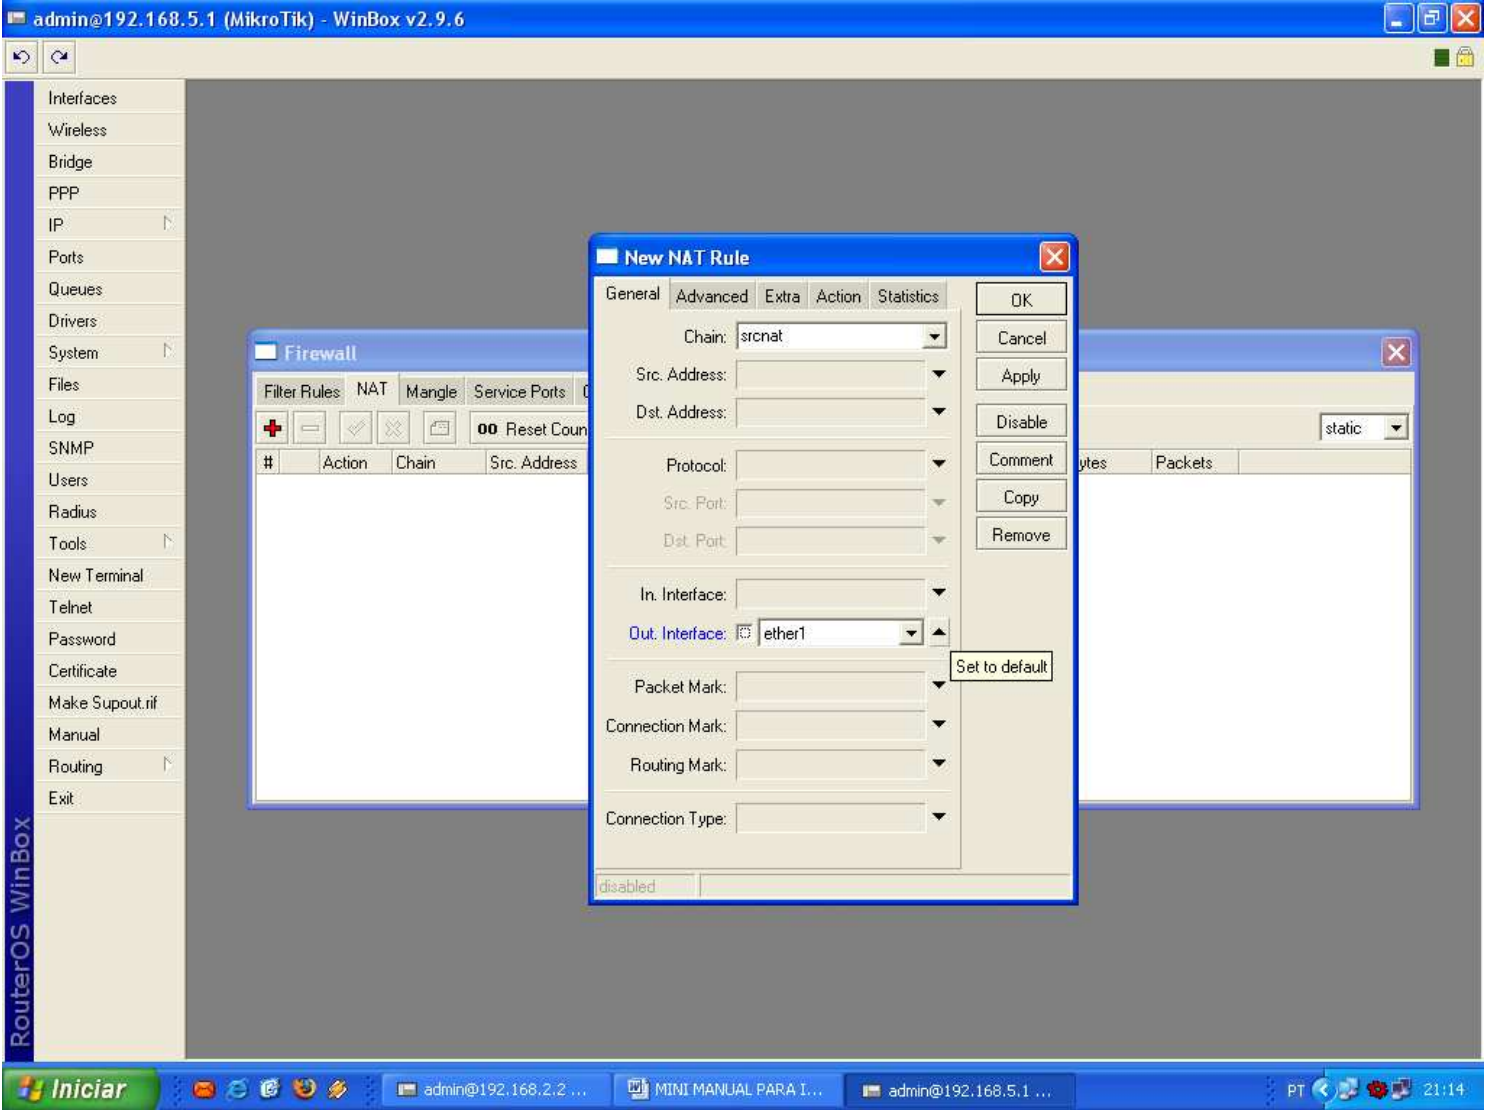 admin@192.168.5.1 (MikroTik) - WinBox v2.9.6
Interfaces
Wireless
Bridge
PPP
IP
Ports
Queues
Drivers
System
Files
Log
SNMP
Users
Radius
Tools
New Terminal
Telnet
Password
Certificate
Make Supout.rif
Manual
Routing
Exit
RouterOS WinBox
Firewall
Filter Rules NAT Mangle Service Ports
00 Reset Coun
static
# Action Chain Src. Address ytes Packets
New NAT Rule
General Advanced Extra Action Statistics
Chain: srcnat
Src. Address:
Dst. Address:
Protocol:
Src. Port:
Dst. Port:
In. Interface:
Out. Interface: ether1
Packet Mark:
Connection Mark:
Routing Mark:
Connection Type:
disabled
OK
Cancel
Apply
Disable
Comment
Copy
Remove
Set to default
Iniciar admin@192.168.2.2 ... MINI MANUAL PARA I... admin@192.168.5.1 ... PT 21:14